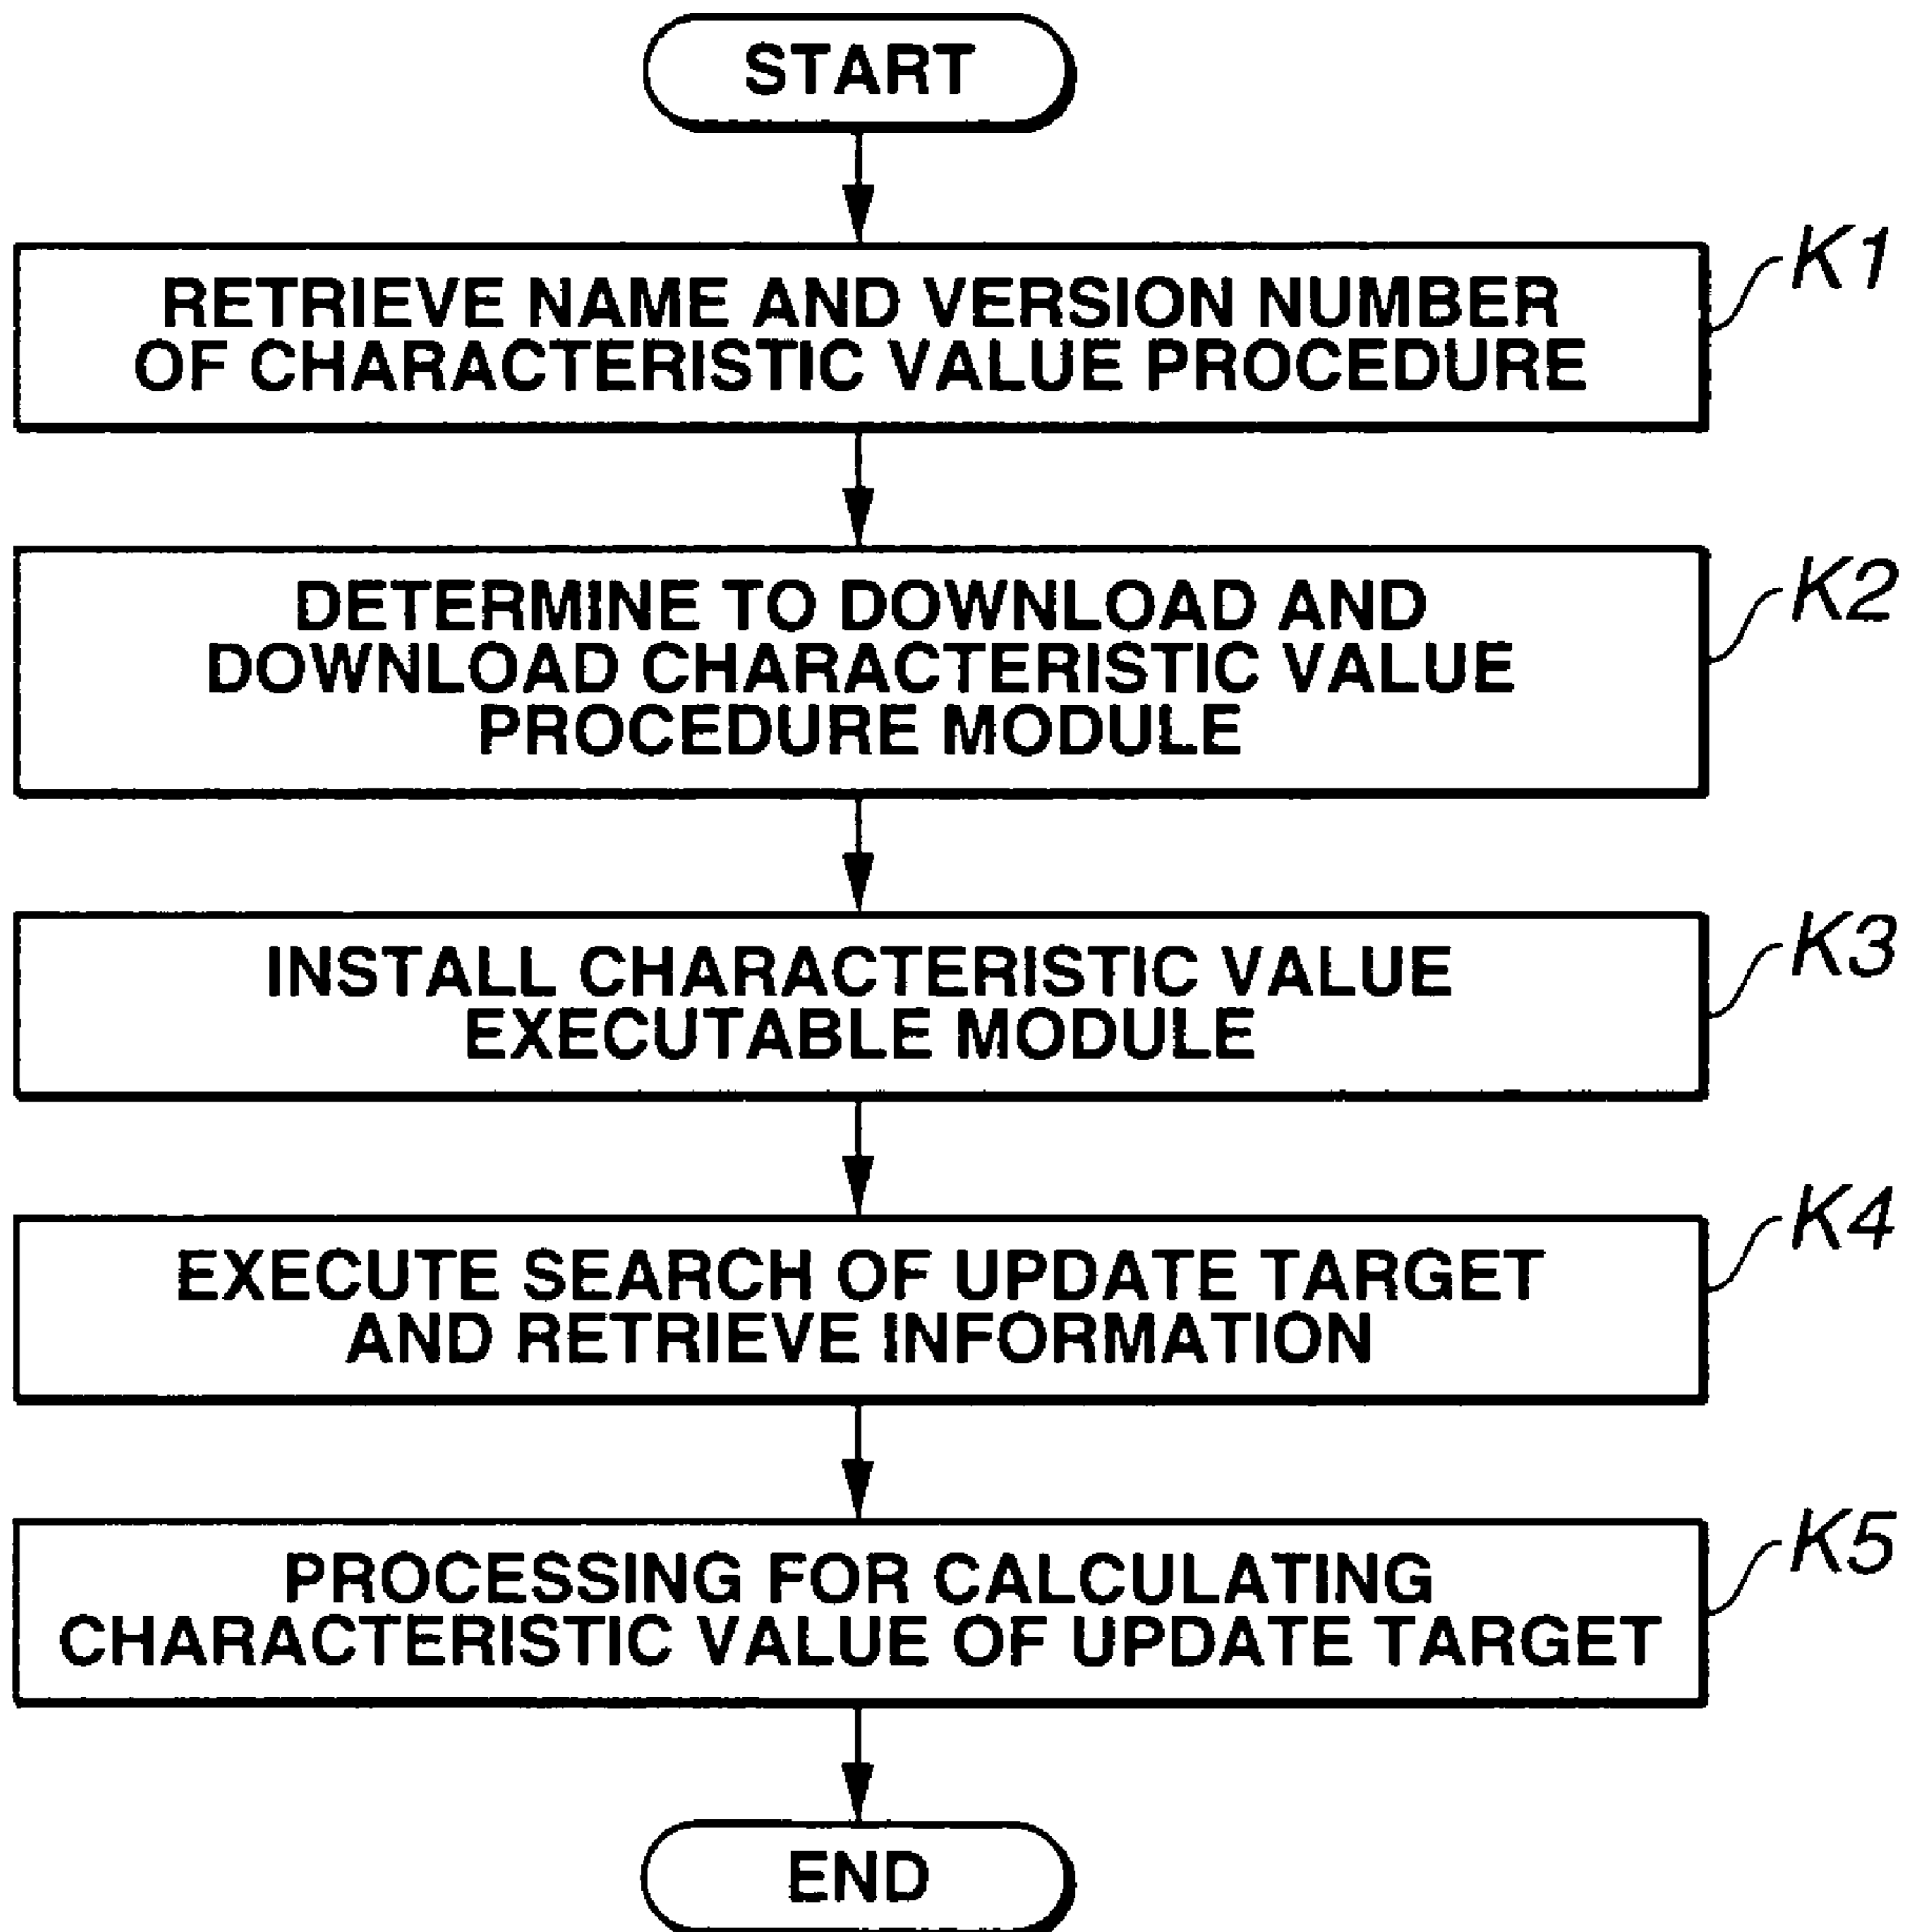 START
RETRIEVE NAME AND VERSION NUMBER
OF CHARACTERISTIC VALUE PROCEDURE
K1
DETERMINE TO DOWNLOAD AND
DOWNLOAD CHARACTERISTIC VALUE
PROCEDURE MODULE
K2
INSTALL CHARACTERISTIC VALUE
EXECUTABLE MODULE
K3
EXECUTE SEARCH OF UPDATE TARGET
AND RETRIEVE INFORMATION
K4
PROCESSING FOR CALCULATING
CHARACTERISTIC VALUE OF UPDATE TARGET
K5
END